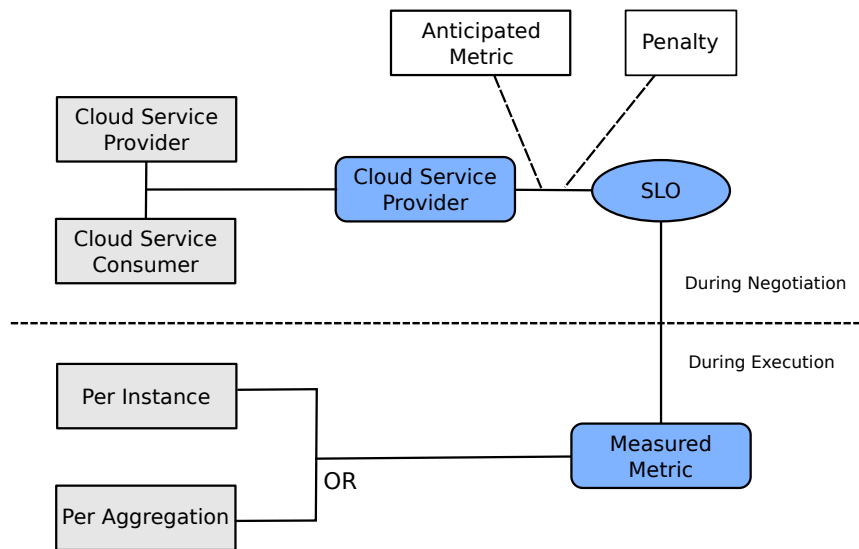 Anticipated
Metric
Penalty
Cloud Service
Provider
Cloud Service
Provider
SLO
Cloud Service
Consumer
During Negotiation
During Execution
Per Instance
Measured
Metric
OR
Per Aggregation